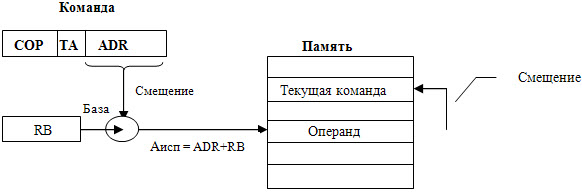 Команда
COP TA ADR
Память
Смещение
Текущая команда
Смещение
База
RB
Операнд
Аисп = ADR+RB